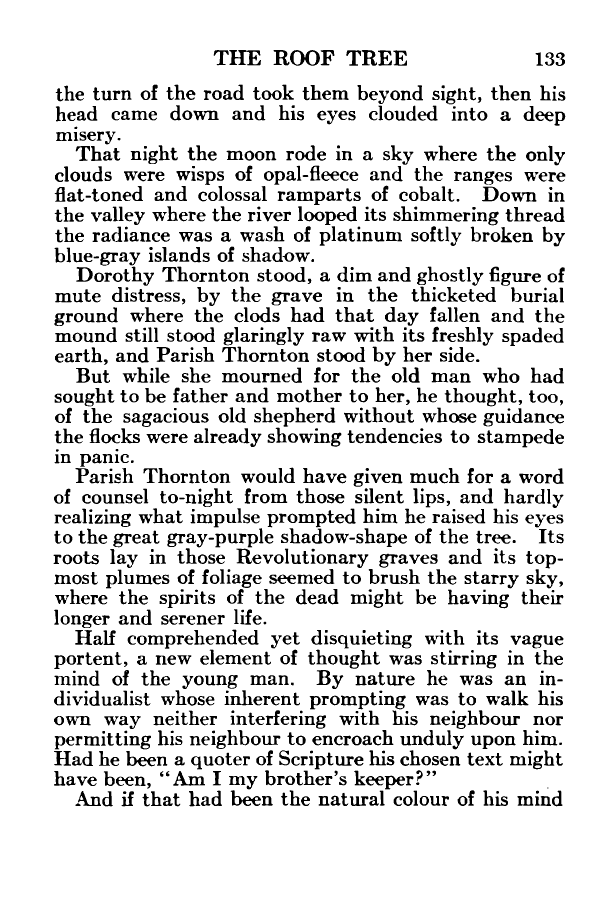 THE ROOF TREE 133
the turn of the road took them beyond sight, then his
head came down and his eyes clouded into a deep
misery.
That night the moon rode in a sky where the only
clouds were wisps of opal-fleece and the ranges were
flat-toned and colossal ramparts of cobalt. Down in
the valley where the river looped its shimmering thread
the radiance was a wash of platinum softly broken by
blue-gray islands of shadow.
Dorothy Thornton stood, a dim and ghostly figure of
mute distress, by the grave in the thicketed burial
ground where the clods had that day fallen and the
mound still stood glaringly raw with its freshly spaded
earth, and Parish Thornton stood by her side.
But while she mourned for the old man who had
sought to be father and mother to her, he thought, too,
of the sagacious old shepherd without whose guidance
the flocks were already showing tendencies to stampede
in panic.
Parish Thornton would have given much for a word
of counsel to-night from those silent lips, and hardly
realizing what impulse prompted him he raised his eyes
to the great gray-purple shadow-shape of the tree. Its
roots lay in those Revolutionary graves and its top-
most plumes of foliage seemed to brush the starry sky,
where the spirits of the dead might be having their
longer and serener life.
Half comprehended yet disquieting with its vague
portent, a new element of thought was stirring in the
mind of the young man. By nature he was an in-
dividualist whose inherent prompting was to walk his
own way neither interfering with his neighbour nor
permitting his neighbour to encroach unduly upon him.
Had he been a quoter of Scripture his chosen text might
have been, "Am I my brother's keeper?"
And if that had been the natural colour of his mind